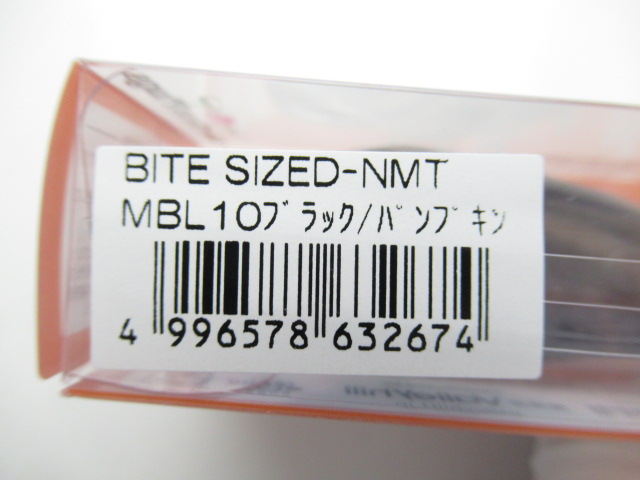 BITE SIZED-NMT
MBL10ﾌﾞﾗｯｸ/ﾊﾟﾝﾌﾟｷﾝ
4 996578 632674